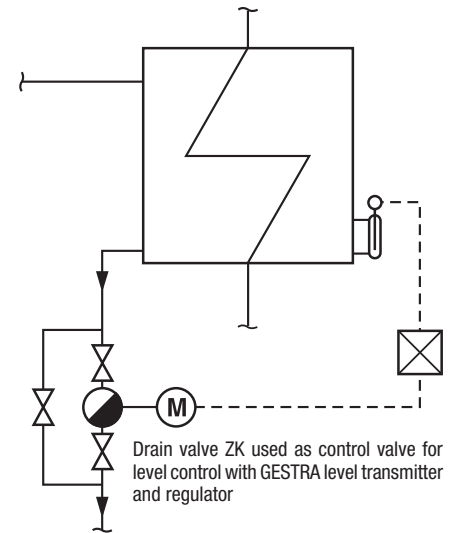 M
Drain valve ZK used as control valve for
level control with GESTRA level transmitter
and regulator